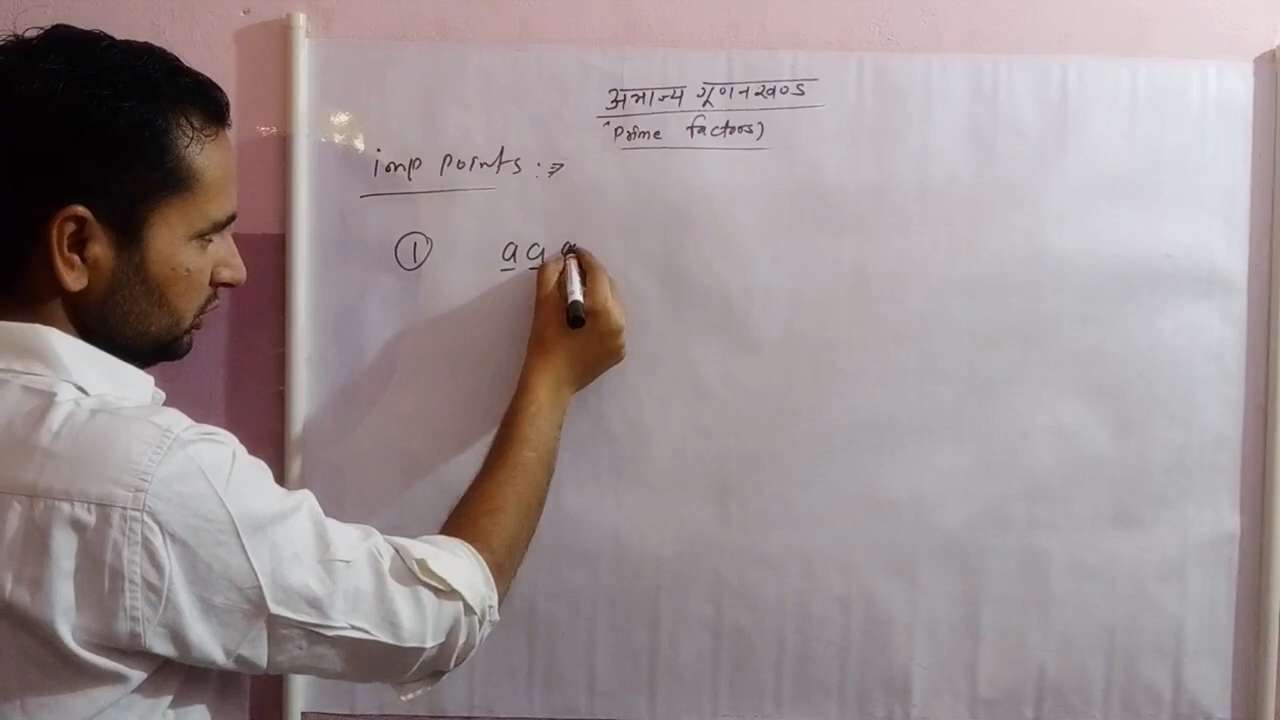 अभाज्य गूणनखण्ड
(Prime factors)
imp points :⇒
① a a a